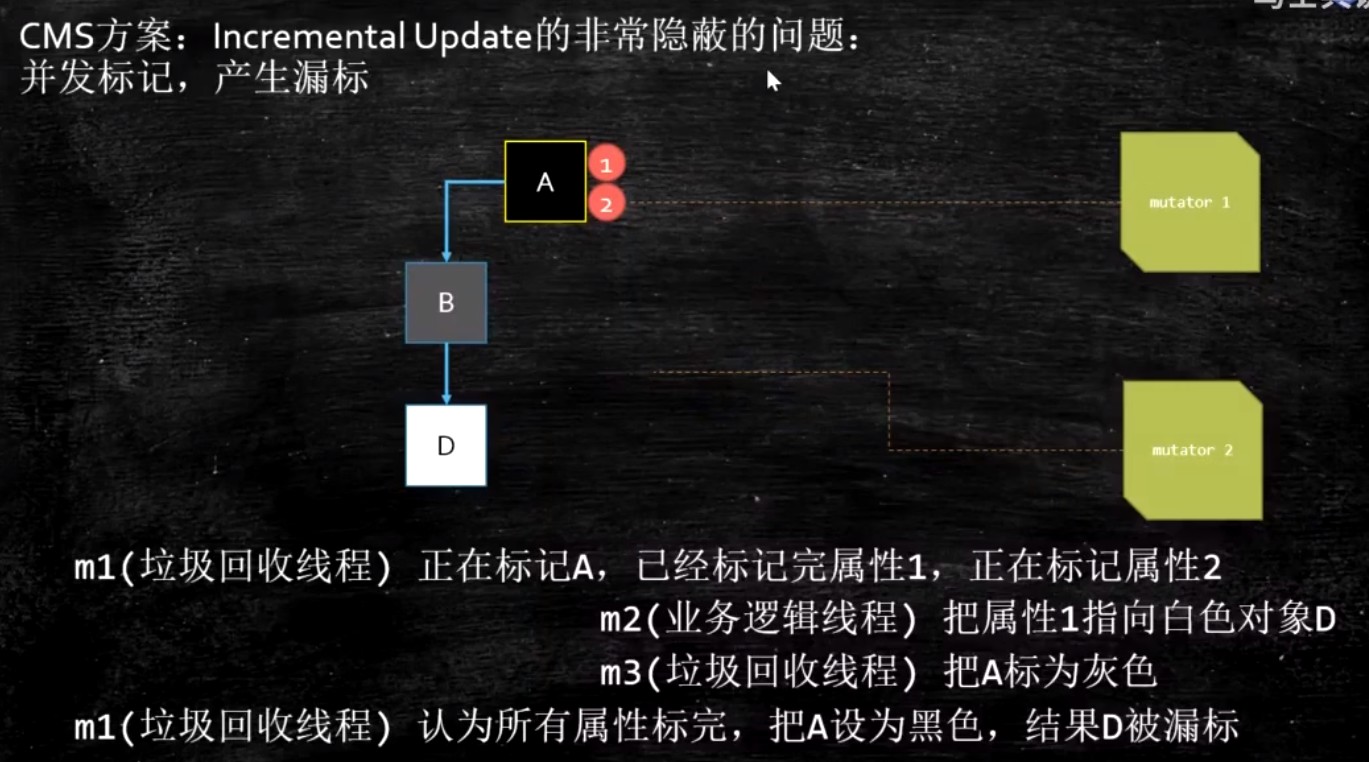 CMS方案：Incremental Update的非常隐蔽的问题：
并发标记，产生漏标
A
1
2
mutator 1
B
D
mutator 2
m1(垃圾回收线程) 正在标记A，已经标记完属性1，正在标记属性2
m2(业务逻辑线程) 把属性1指向白色对象D
m3(垃圾回收线程) 把A标为灰色
m1(垃圾回收线程) 认为所有属性标完，把A设为黑色，结果D被漏标